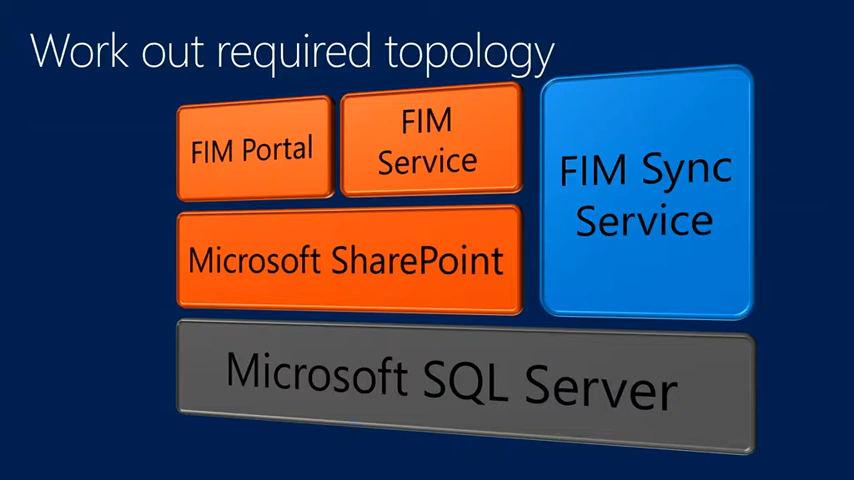 Work out required topology
FIM Portal
FIM
Service
FIM Sync
Service
Microsoft SharePoint
Microsoft SQL Server